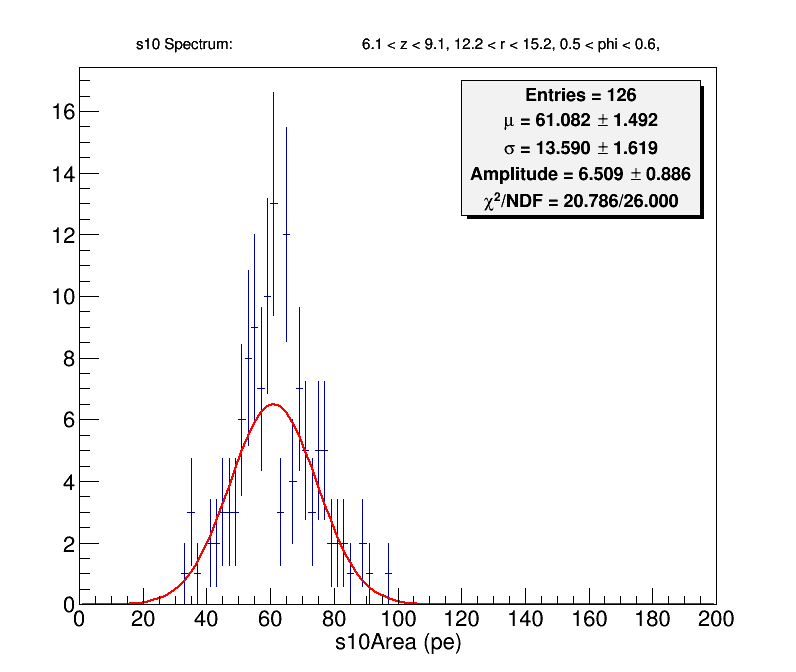 s10 Spectrum: 6.1 < z < 9.1, 12.2 < r < 15.2, 0.5 < phi < 0.6,
Entries = 126
μ = 61.082 ± 1.492
σ = 13.590 ± 1.619
Amplitude = 6.509 ± 0.886
χ²/NDF = 20.786/26.000
16
14
12
10
8
6
4
2
0
0 20 40 60 80 100 120 140 160 180 200
s10Area (pe)